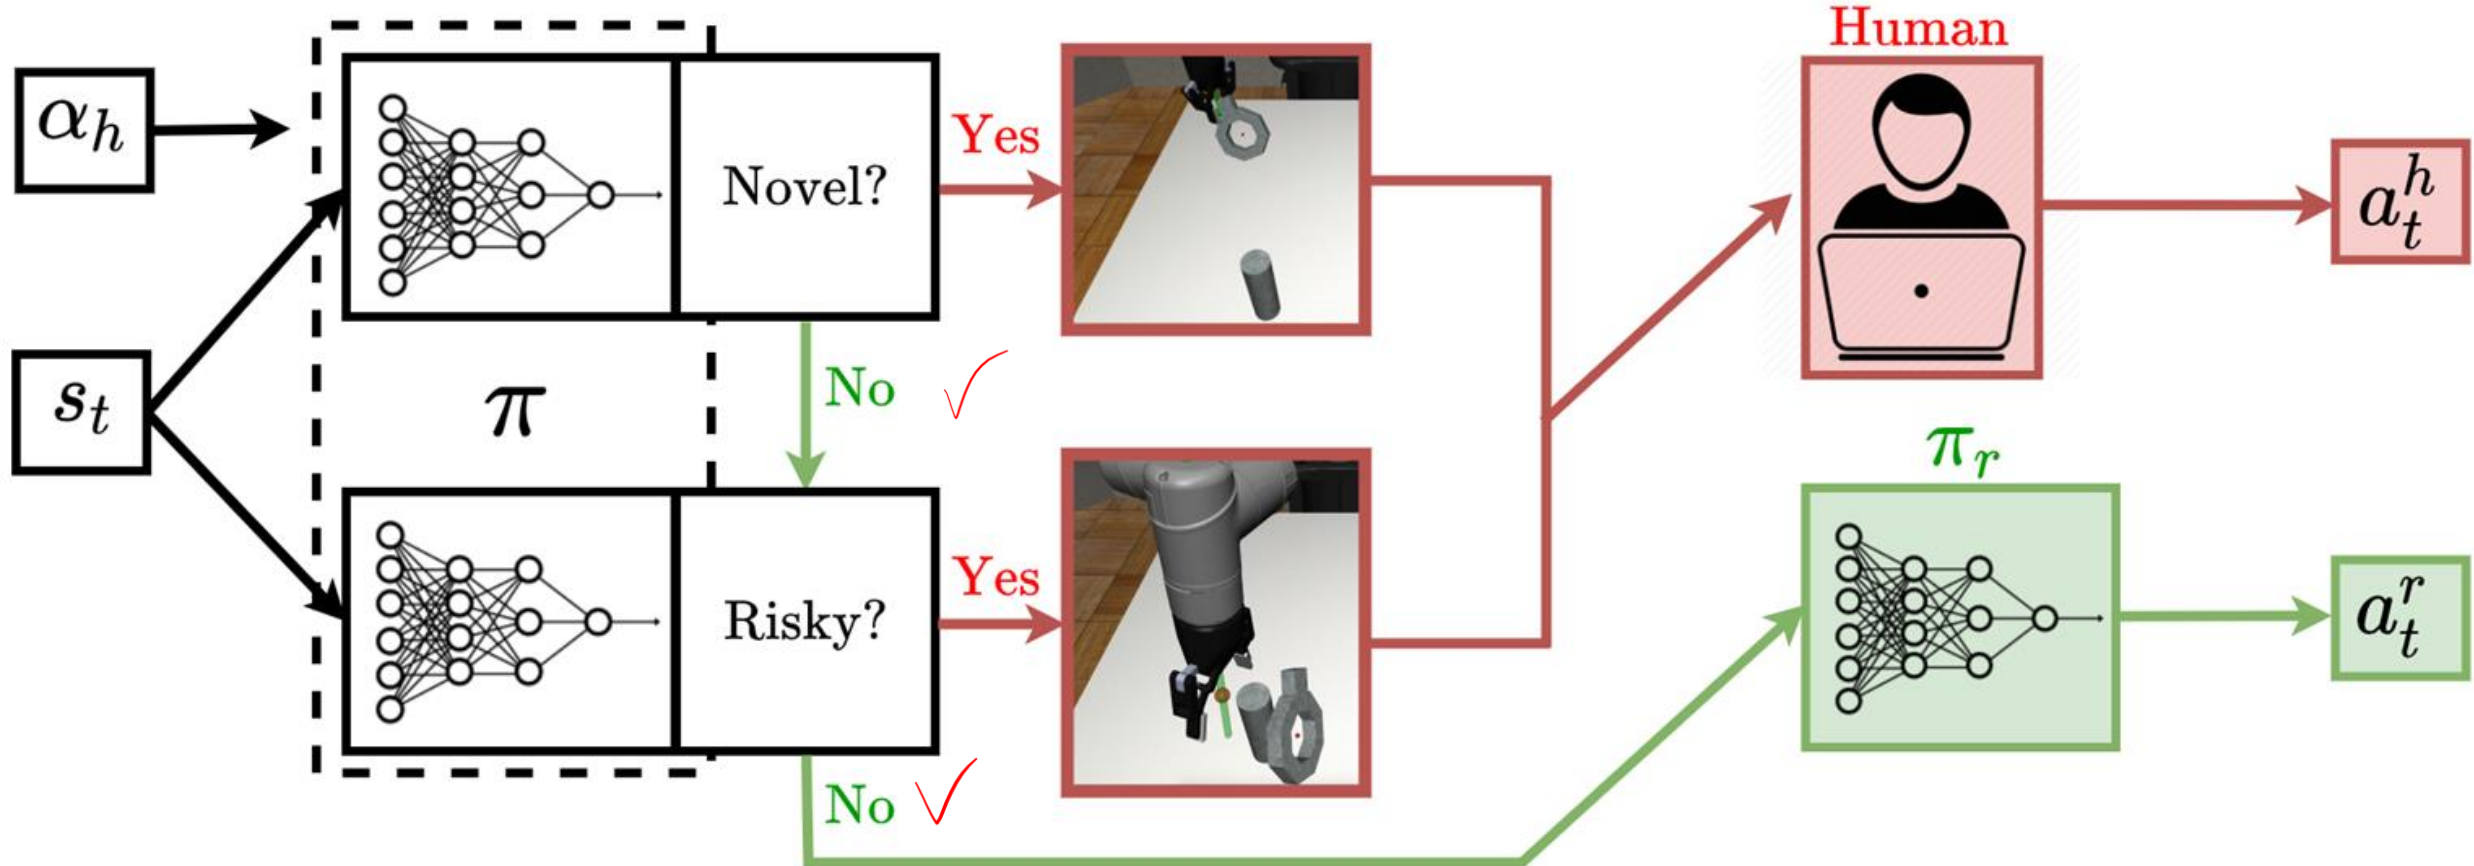 Human
α_h
Yes
Novel?
a_t^h
No
s_t
π
π_r
Yes
Risky?
a_t^r
No